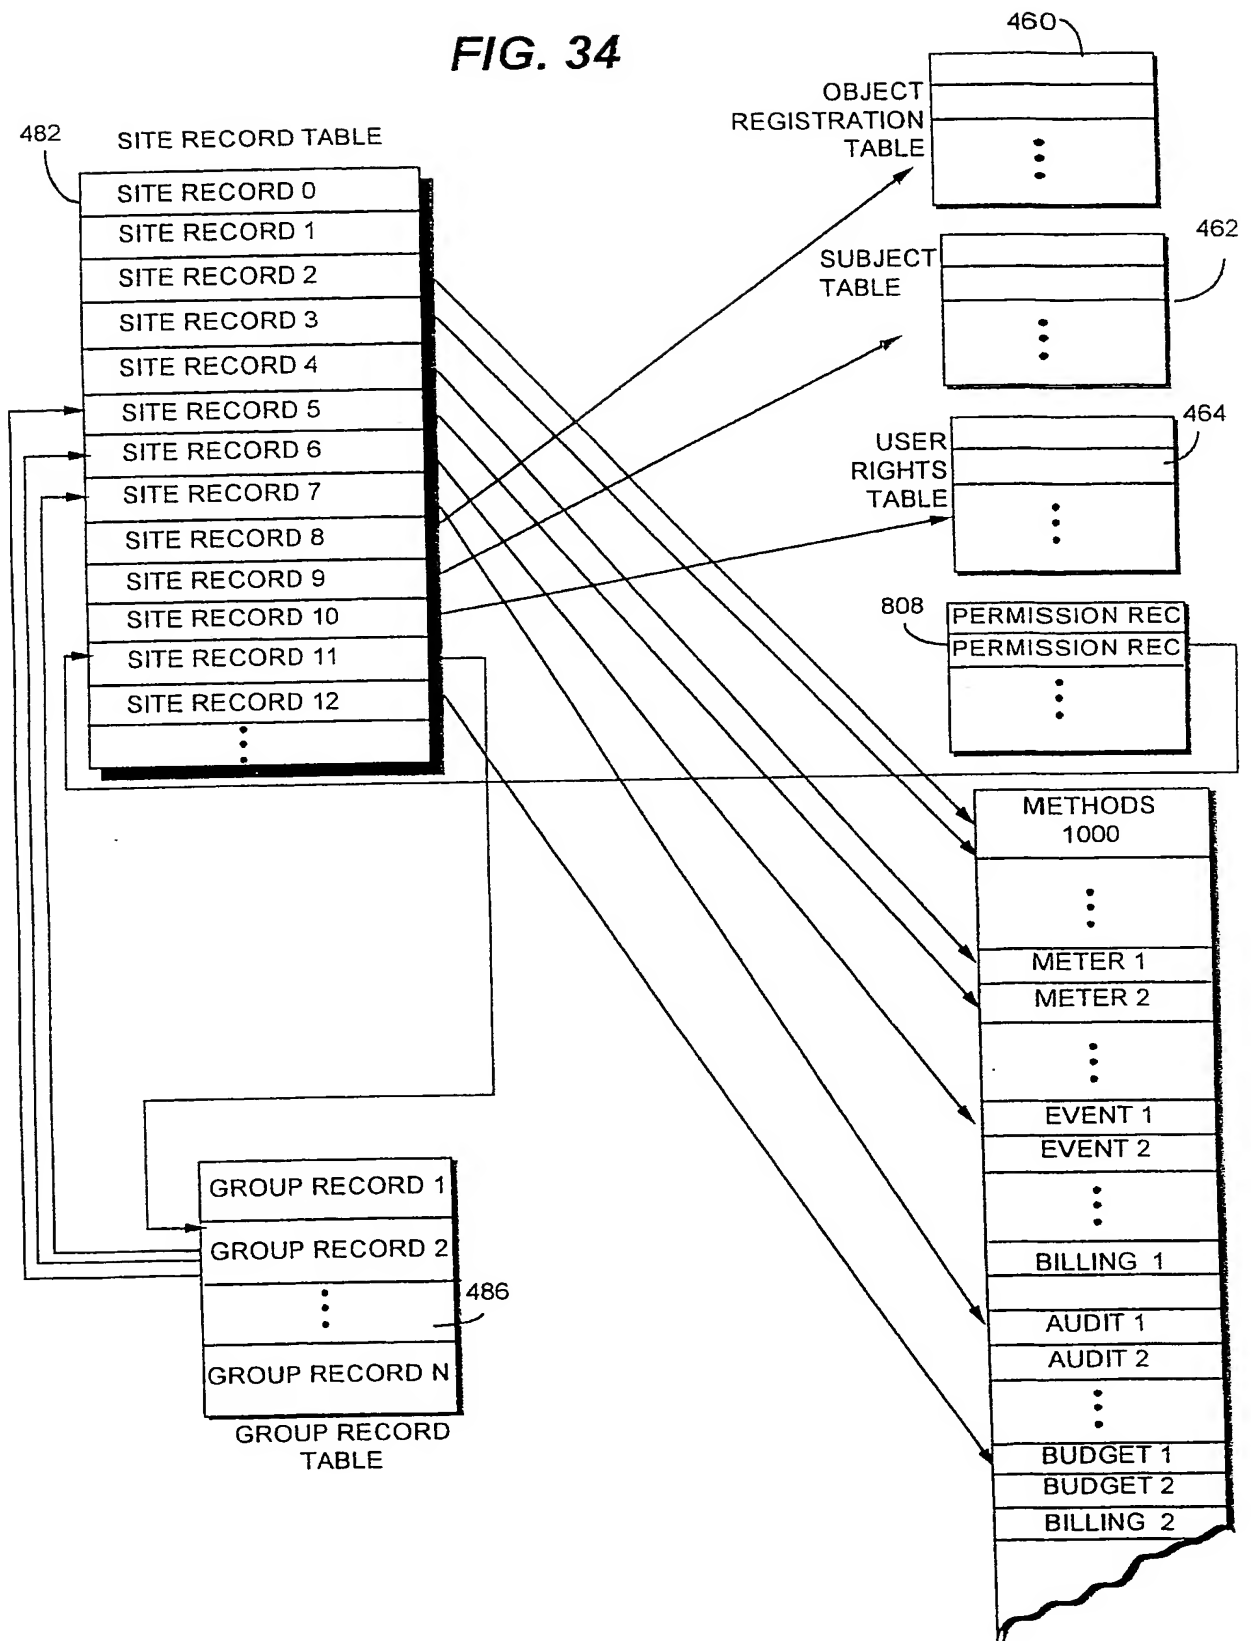 FIG. 34
460
OBJECT
REGISTRATION
TABLE
482
SITE RECORD TABLE
SITE RECORD 0
SITE RECORD 1
SITE RECORD 2
SITE RECORD 3
SITE RECORD 4
SITE RECORD 5
SITE RECORD 6
SITE RECORD 7
SITE RECORD 8
SITE RECORD 9
SITE RECORD 10
SITE RECORD 11
SITE RECORD 12
462
SUBJECT
TABLE
464
USER
RIGHTS
TABLE
808
PERMISSION REC
PERMISSION REC
METHODS
1000
METER 1
METER 2
EVENT 1
EVENT 2
BILLING 1
AUDIT 1
AUDIT 2
BUDGET 1
BUDGET 2
BILLING 2
GROUP RECORD 1
GROUP RECORD 2
486
GROUP RECORD N
GROUP RECORD
TABLE